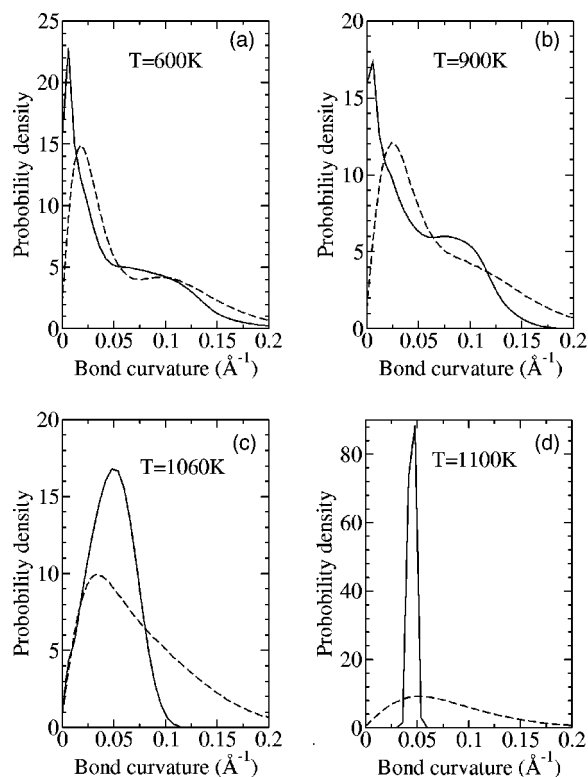 (a)
T=600K
25
20
15
10
5
0
Probobility density
0 0.05 0.1 0.15 0.2
Bond curvature (Å⁻¹)
(b)
T=900K
20
15
10
5
0
Probobility density
0 0.05 0.1 0.15 0.2
Bond curvature (Å⁻¹)
(c)
T=1060K
20
15
10
5
0
Probobility density
0 0.05 0.1 0.15 0.2
Bond curvature (Å⁻¹)
(d)
T=1100K
80
60
40
20
0
Probobility density
0 0.05 0.1 0.15 0.2
Bond curvature (Å⁻¹)